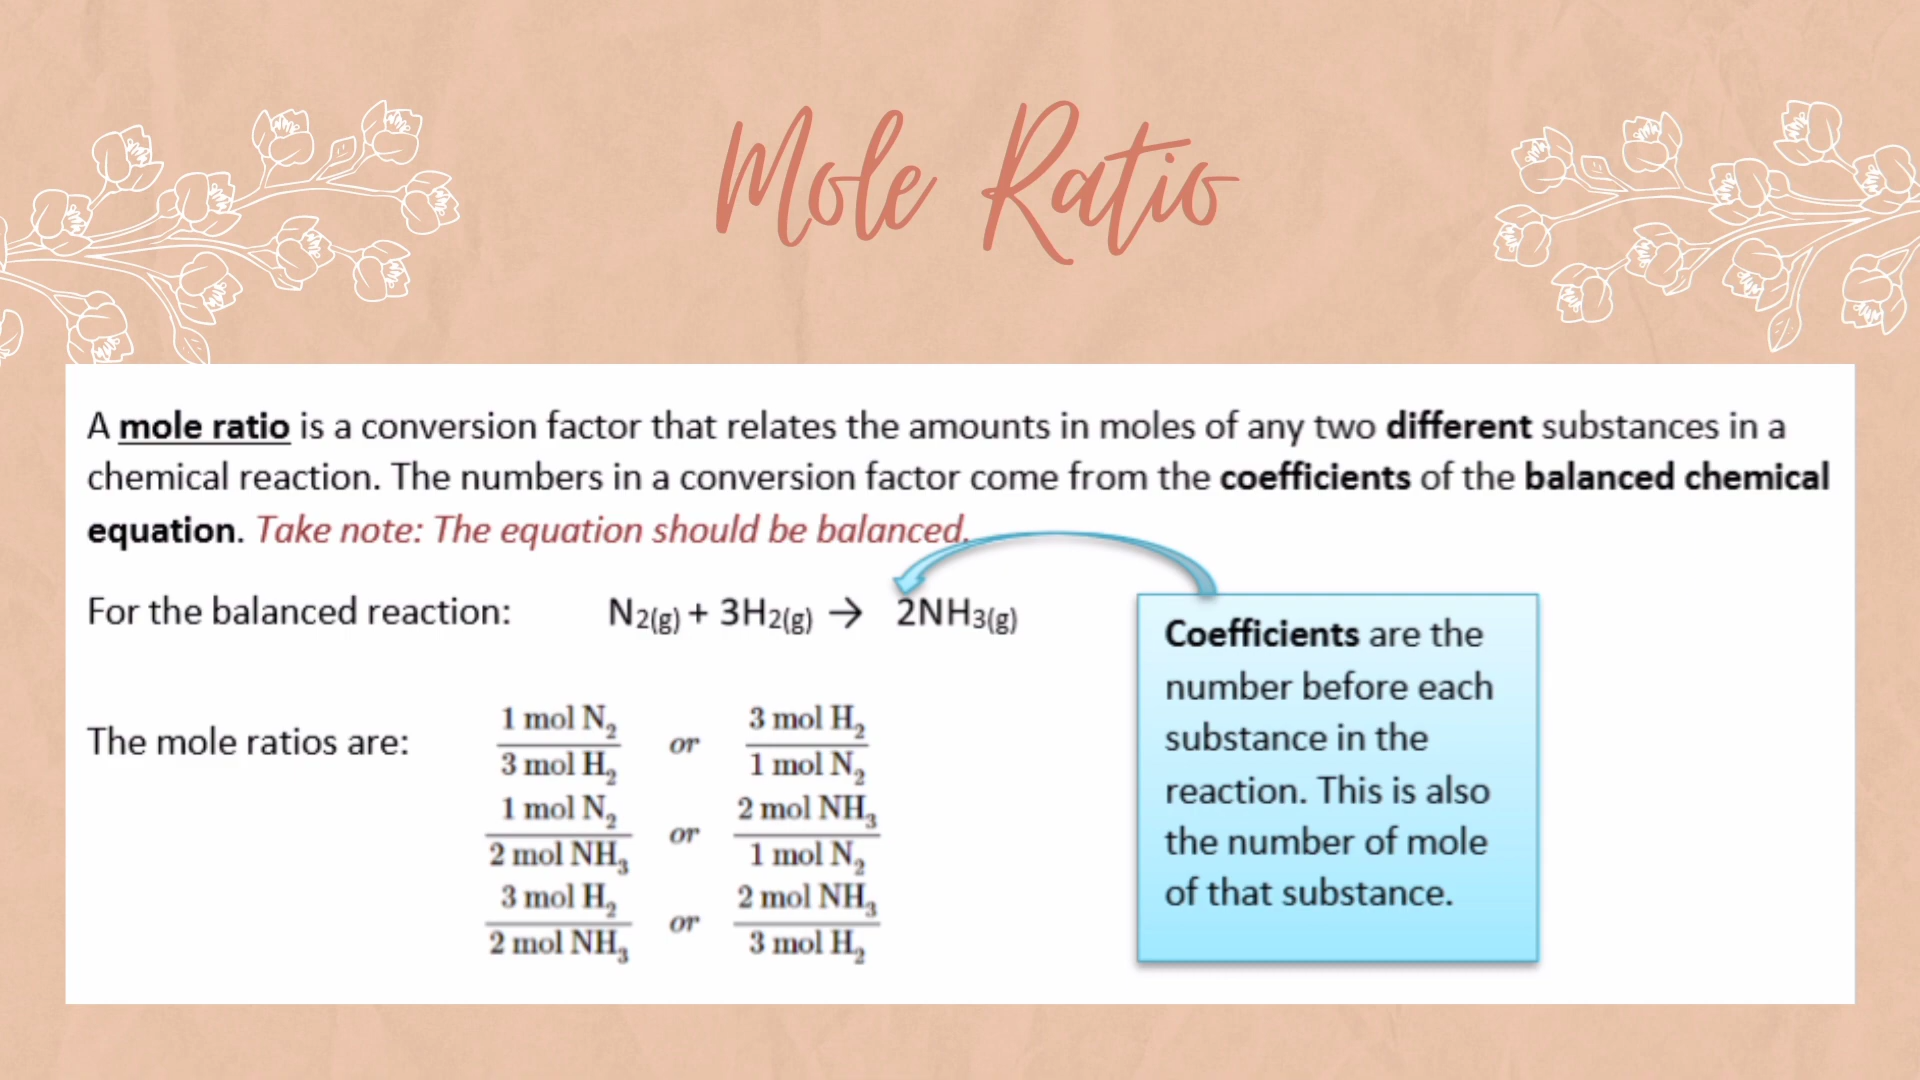 Mole Ratio
A mole ratio is a conversion factor that relates the amounts in moles of any two different substances in a
chemical reaction. The numbers in a conversion factor come from the coefficients of the balanced chemical
equation. Take note: The equation should be balanced.
For the balanced reaction: N2(g) + 3H2(g) → 2NH3(g)
The mole ratios are:
1 mol N₂ or 3 mol H₂
3 mol H₂ 1 mol N₂
1 mol N₂ or 2 mol NH₃
2 mol NH₃ 1 mol N₂
3 mol H₂ or 2 mol NH₃
2 mol NH₃ 3 mol H₂
Coefficients are the
number before each
substance in the
reaction. This is also
the number of mole
of that substance.